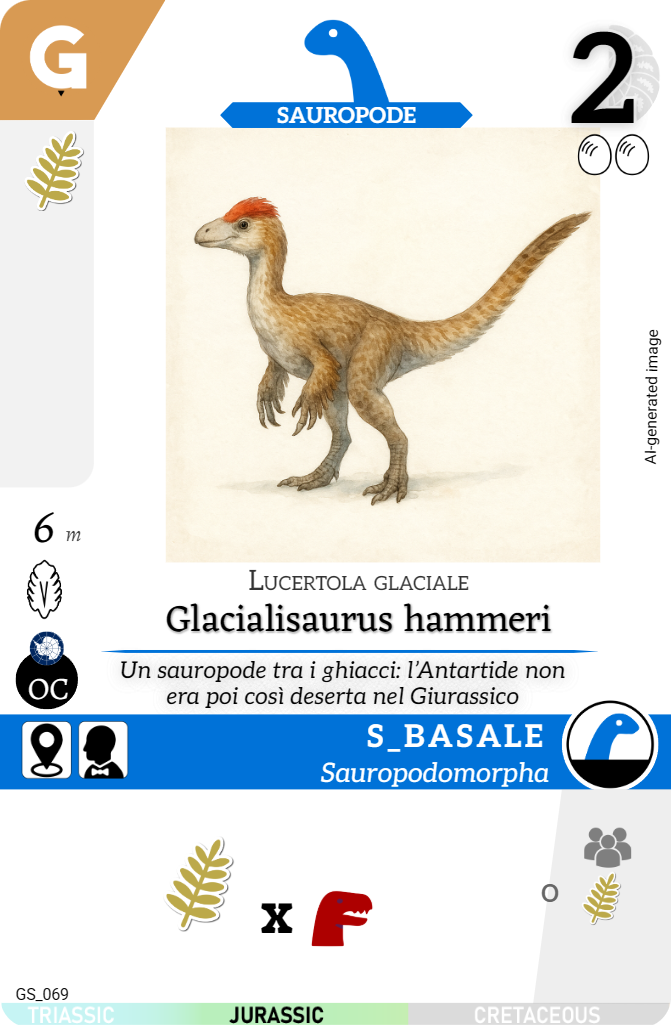 G
SAUROPODE
2
AI-generated image
6 m
Lucertola glaciale
Glacialisaurus hammeri
OC
Un sauropode tra i ghiacci: l'Antartide non
era poi così deserta nel Giurassico
S_BASALE
Sauropodomorpha
x
o
GS_069
TRIASSIC JURASSIC CRETACEOUS